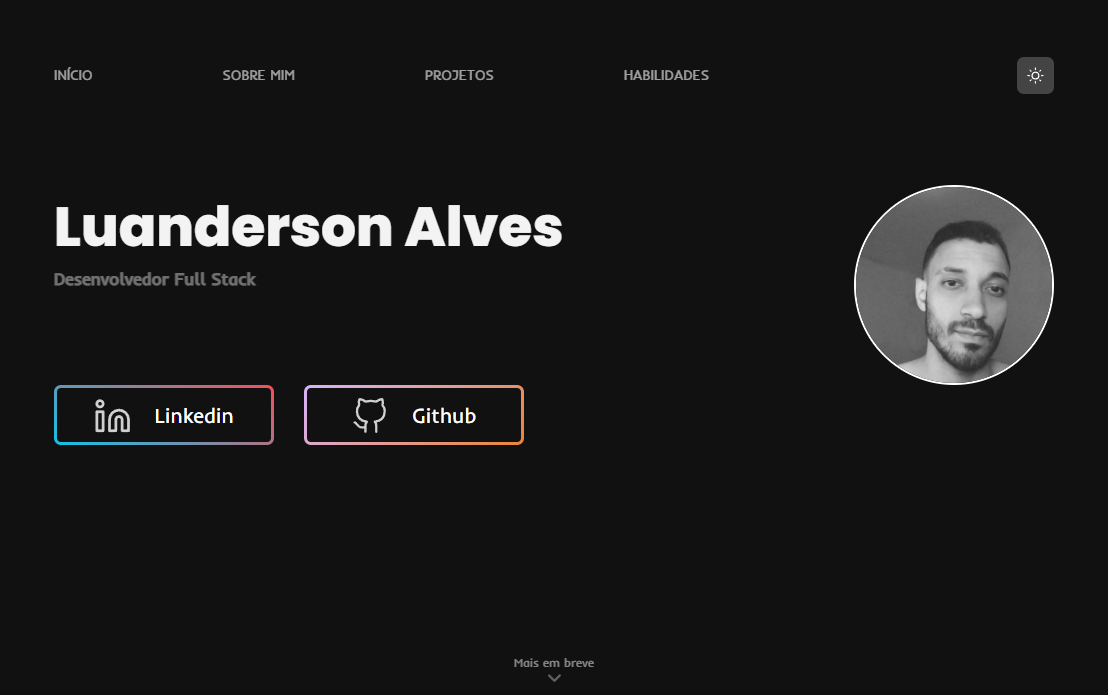 INÍCIO
SOBRE MIM
PROJETOS
HABILIDADES
Luanderson Alves
Desenvolvedor Full Stack
Linkedin
Github
Mais em breve